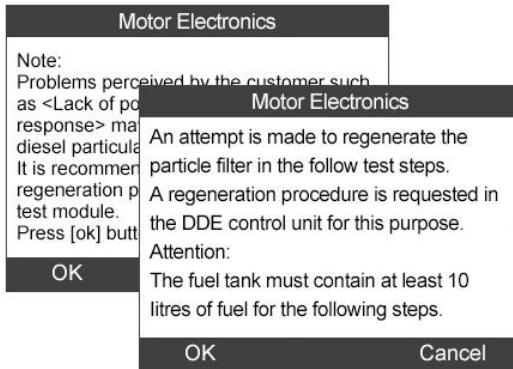 Motor Electronics
Note:
Problems perceived by the customer such
as <Lack of po
response> ma
diesel particula
It is recommen
regeneration p
test module.
Press [ok] butt
OK
Motor Electronics
An attempt is made to regenerate the
particle filter in the follow test steps.
A regeneration procedure is requested in
the DDE control unit for this purpose.
Attention:
The fuel tank must contain at least 10
litres of fuel for the following steps.
OK Cancel